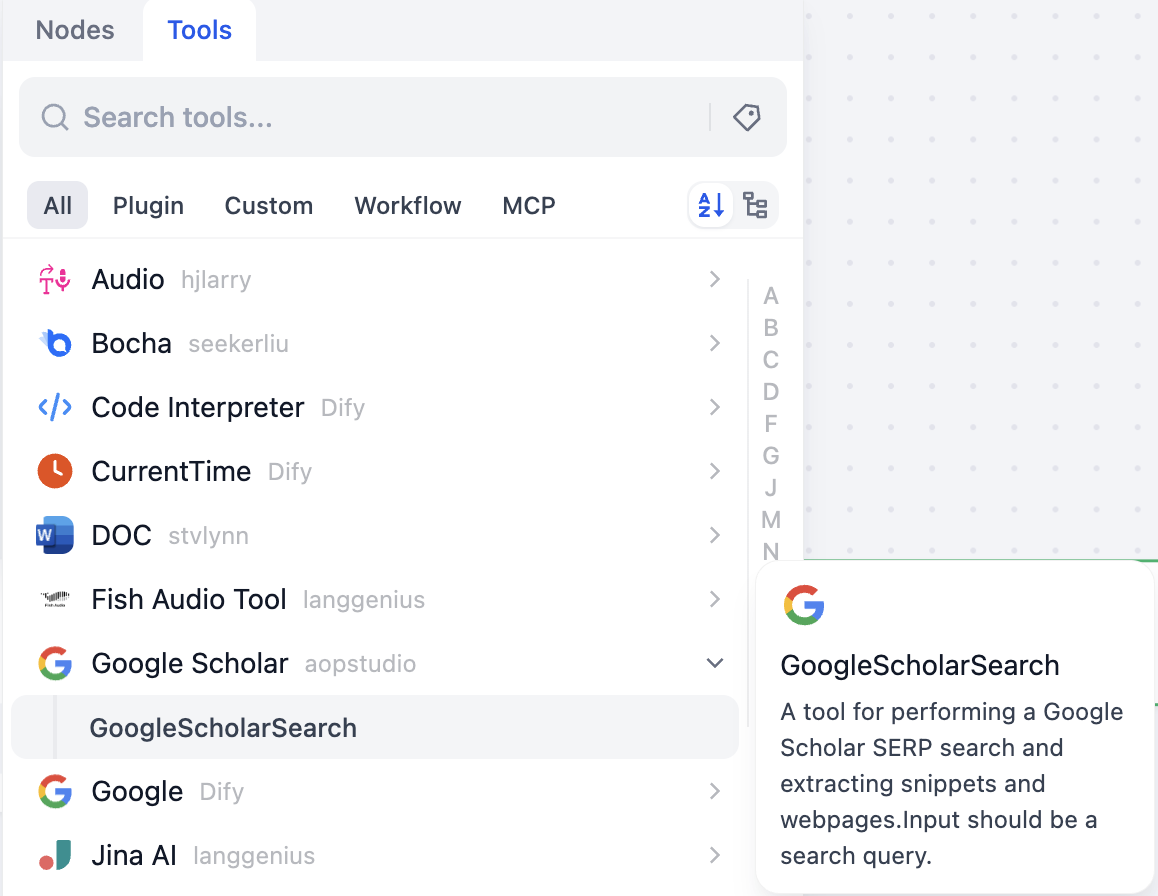 Nodes Tools
Search tools...
All Plugin Custom Workflow MCP
Audio hjlarry
Bocha seekerliu
Code Interpreter Dify
CurrentTime Dify
DOC stvlynn
Fish Audio Tool langgenius
Google Scholar aopstudio
GoogleScholarSearch
Google Dify
Jina AI langgenius
A
B
C
D
F
G
J
M
N
GoogleScholarSearch
A tool for performing a Google
Scholar SERP search and
extracting snippets and
webpages.Input should be a
search query.